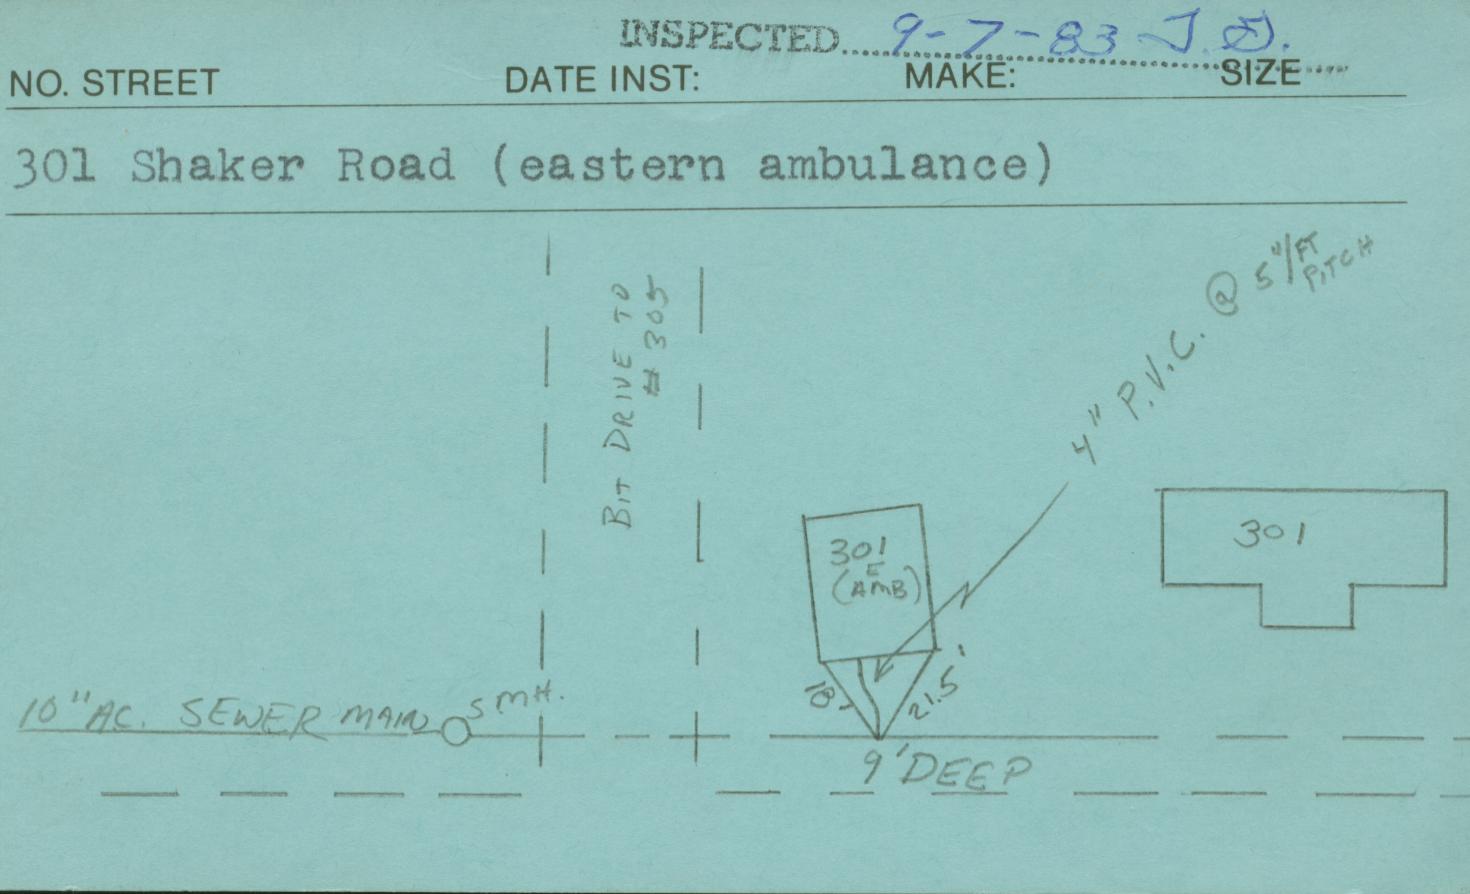 INSPECTED 9-7-83 J.D.
NO. STREET DATE INST: MAKE: SIZE
301 Shaker Road (eastern ambulance)
BIT DRIVE TO
# 305
4" P.V.C. @ 5"/FT
PITCH
301
E
(AMB)
301
18'
21.5'
10" AC. SEWER MAIN
SMH.
9' DEEP